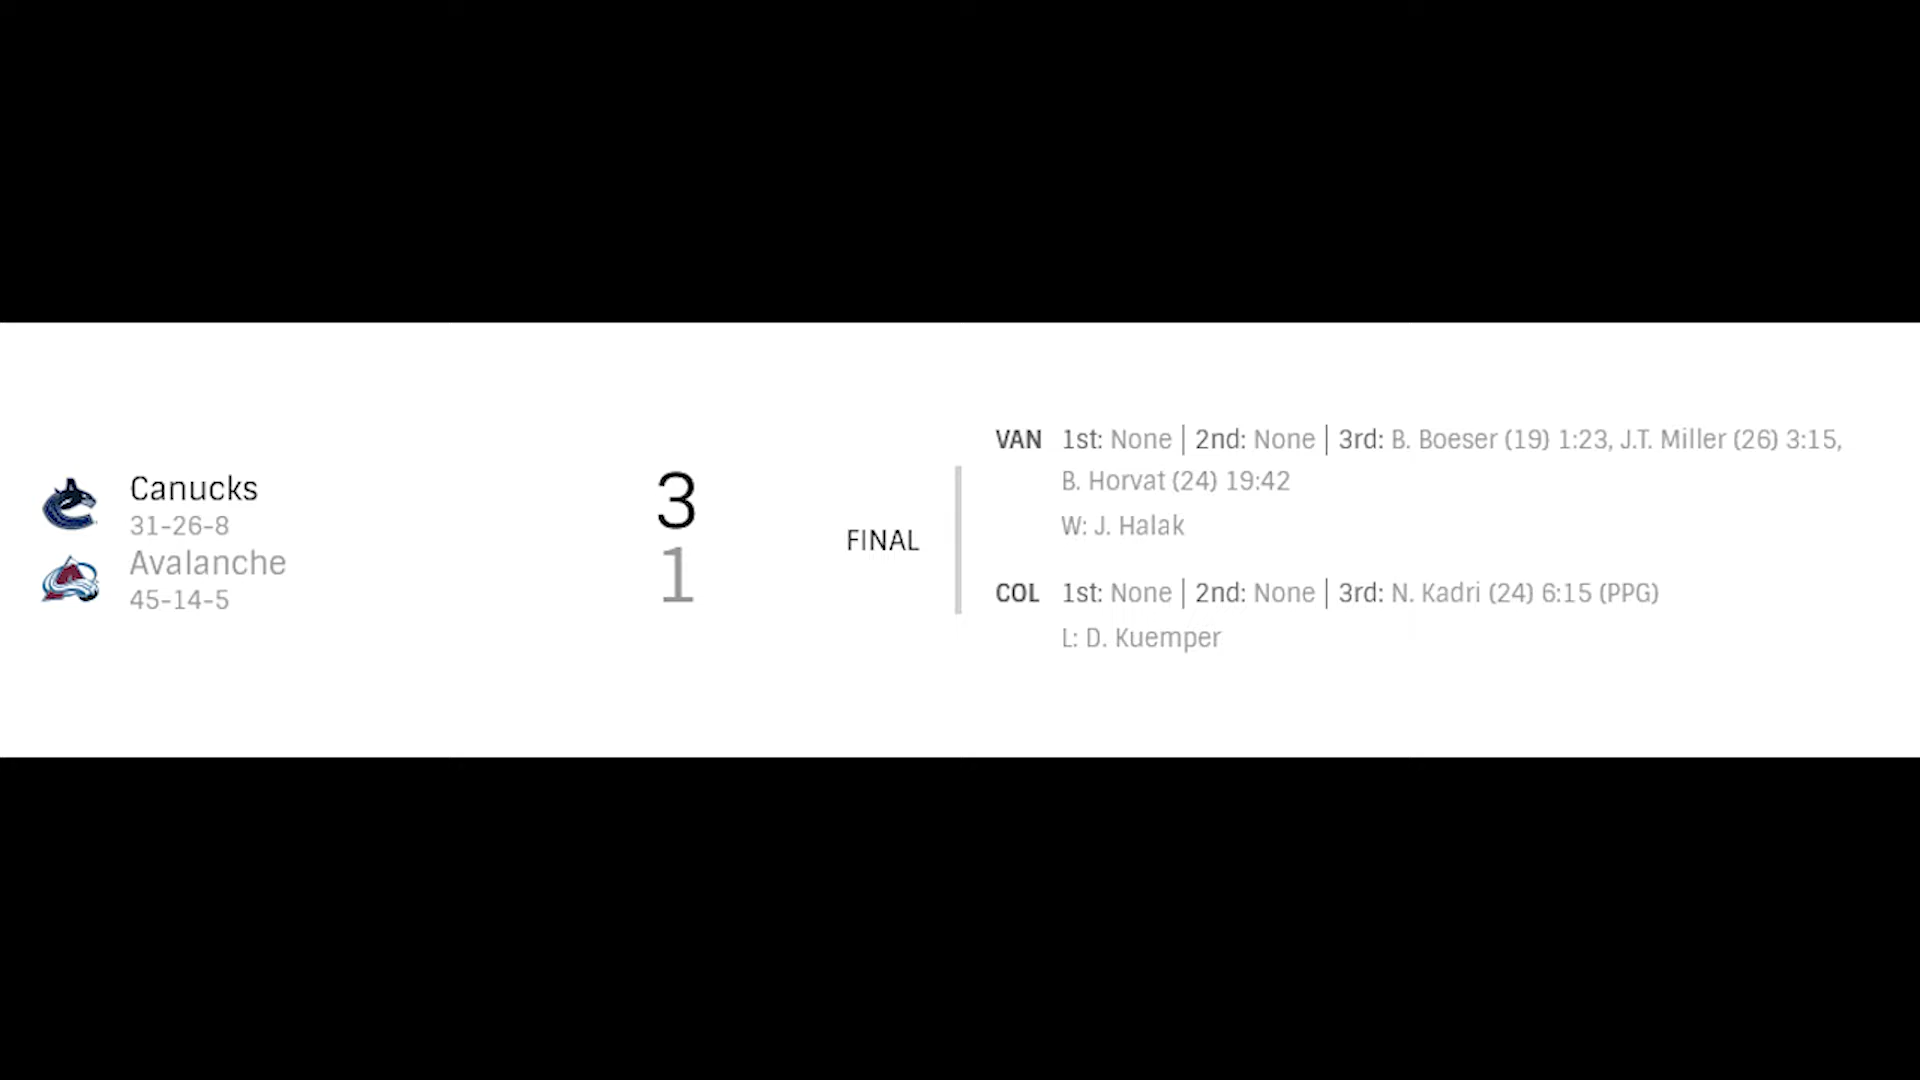 Canucks
31-26-8
3
Avalanche
45-14-5
1
FINAL
VAN 1st: None | 2nd: None | 3rd: B. Boeser (19) 1:23, J.T. Miller (26) 3:15,
B. Horvat (24) 19:42
W: J. Halak
COL 1st: None | 2nd: None | 3rd: N. Kadri (24) 6:15 (PPG)
L: D. Kuemper